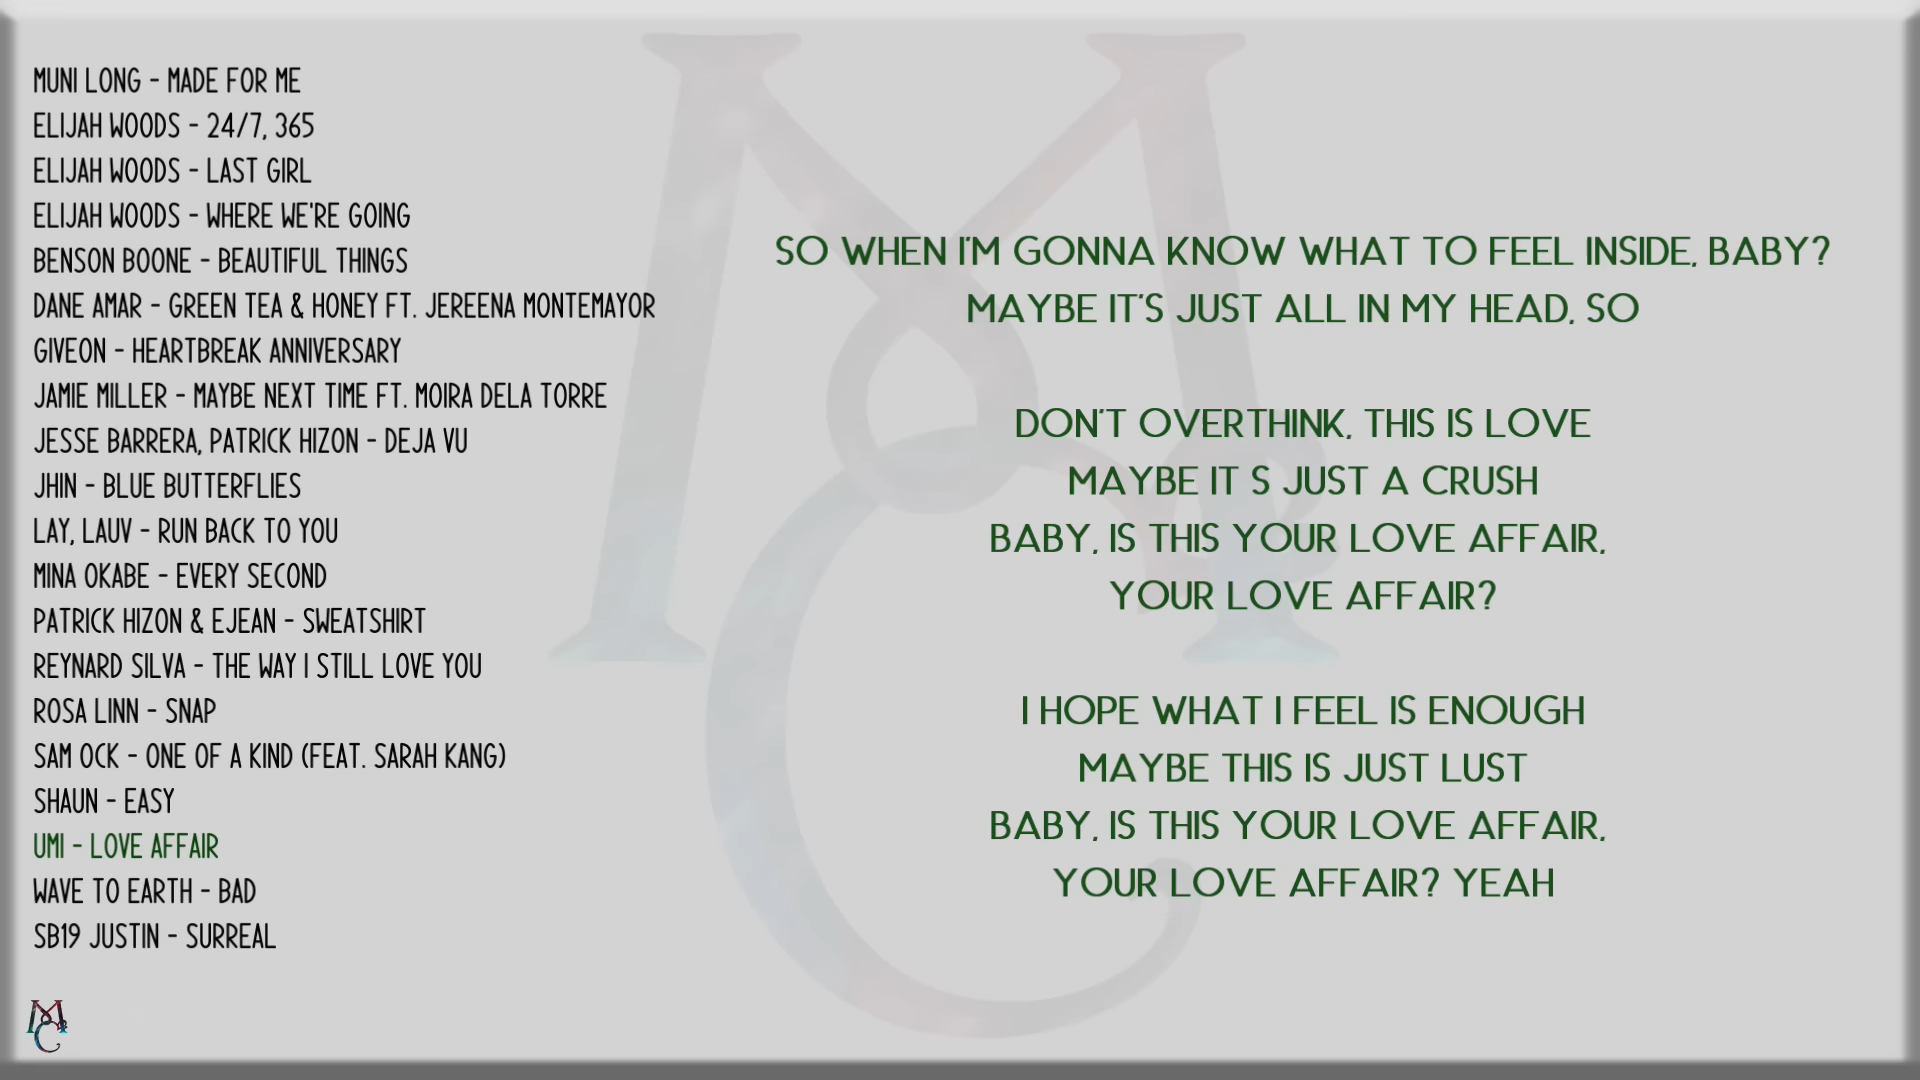 MUNI LONG - MADE FOR ME
ELIJAH WOODS - 24/7, 365
ELIJAH WOODS - LAST GIRL
ELIJAH WOODS - WHERE WE'RE GOING
BENSON BOONE - BEAUTIFUL THINGS
DANE AMAR - GREEN TEA & HONEY FT. JEREENA MONTEMAYOR
GIVEON - HEARTBREAK ANNIVERSARY
JAMIE MILLER - MAYBE NEXT TIME FT. MOIRA DELA TORRE
JESSE BARRERA, PATRICK HIZON - DEJA VU
JHIN - BLUE BUTTERFLIES
LAY, LAUV - RUN BACK TO YOU
MINA OKABE - EVERY SECOND
PATRICK HIZON & EJEAN - SWEATSHIRT
REYNARD SILVA - THE WAY I STILL LOVE YOU
ROSA LINN - SNAP
SAM OCK - ONE OF A KIND (FEAT. SARAH KANG)
SHAUN - EASY
UMI - LOVE AFFAIR
WAVE TO EARTH - BAD
SB19 JUSTIN - SURREAL
MC
SO WHEN I'M GONNA KNOW WHAT TO FEEL INSIDE, BABY?
MAYBE IT'S JUST ALL IN MY HEAD, SO
DON'T OVERTHINK, THIS IS LOVE
MAYBE IT S JUST A CRUSH
BABY, IS THIS YOUR LOVE AFFAIR,
YOUR LOVE AFFAIR?
I HOPE WHAT I FEEL IS ENOUGH
MAYBE THIS IS JUST LUST
BABY, IS THIS YOUR LOVE AFFAIR,
YOUR LOVE AFFAIR? YEAH